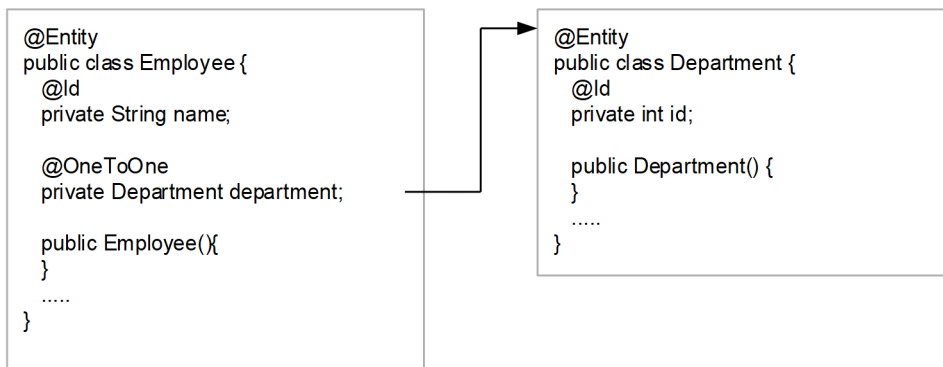 @Entity
public class Employee {
@Id
private String name;
@OneToOne
private Department department;
public Employee(){
}
.....
}
@Entity
public class Department {
@Id
private int id;
public Department() {
}
.....
}